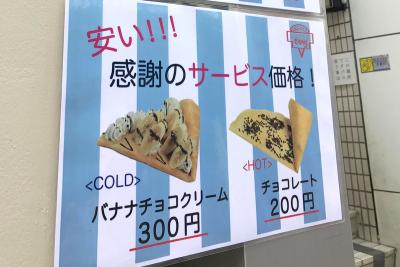 安い!!!
感謝のサービス価格!
<COLD>
バナナチョコクリーム
300円
<HOT>
チョコレート
200円